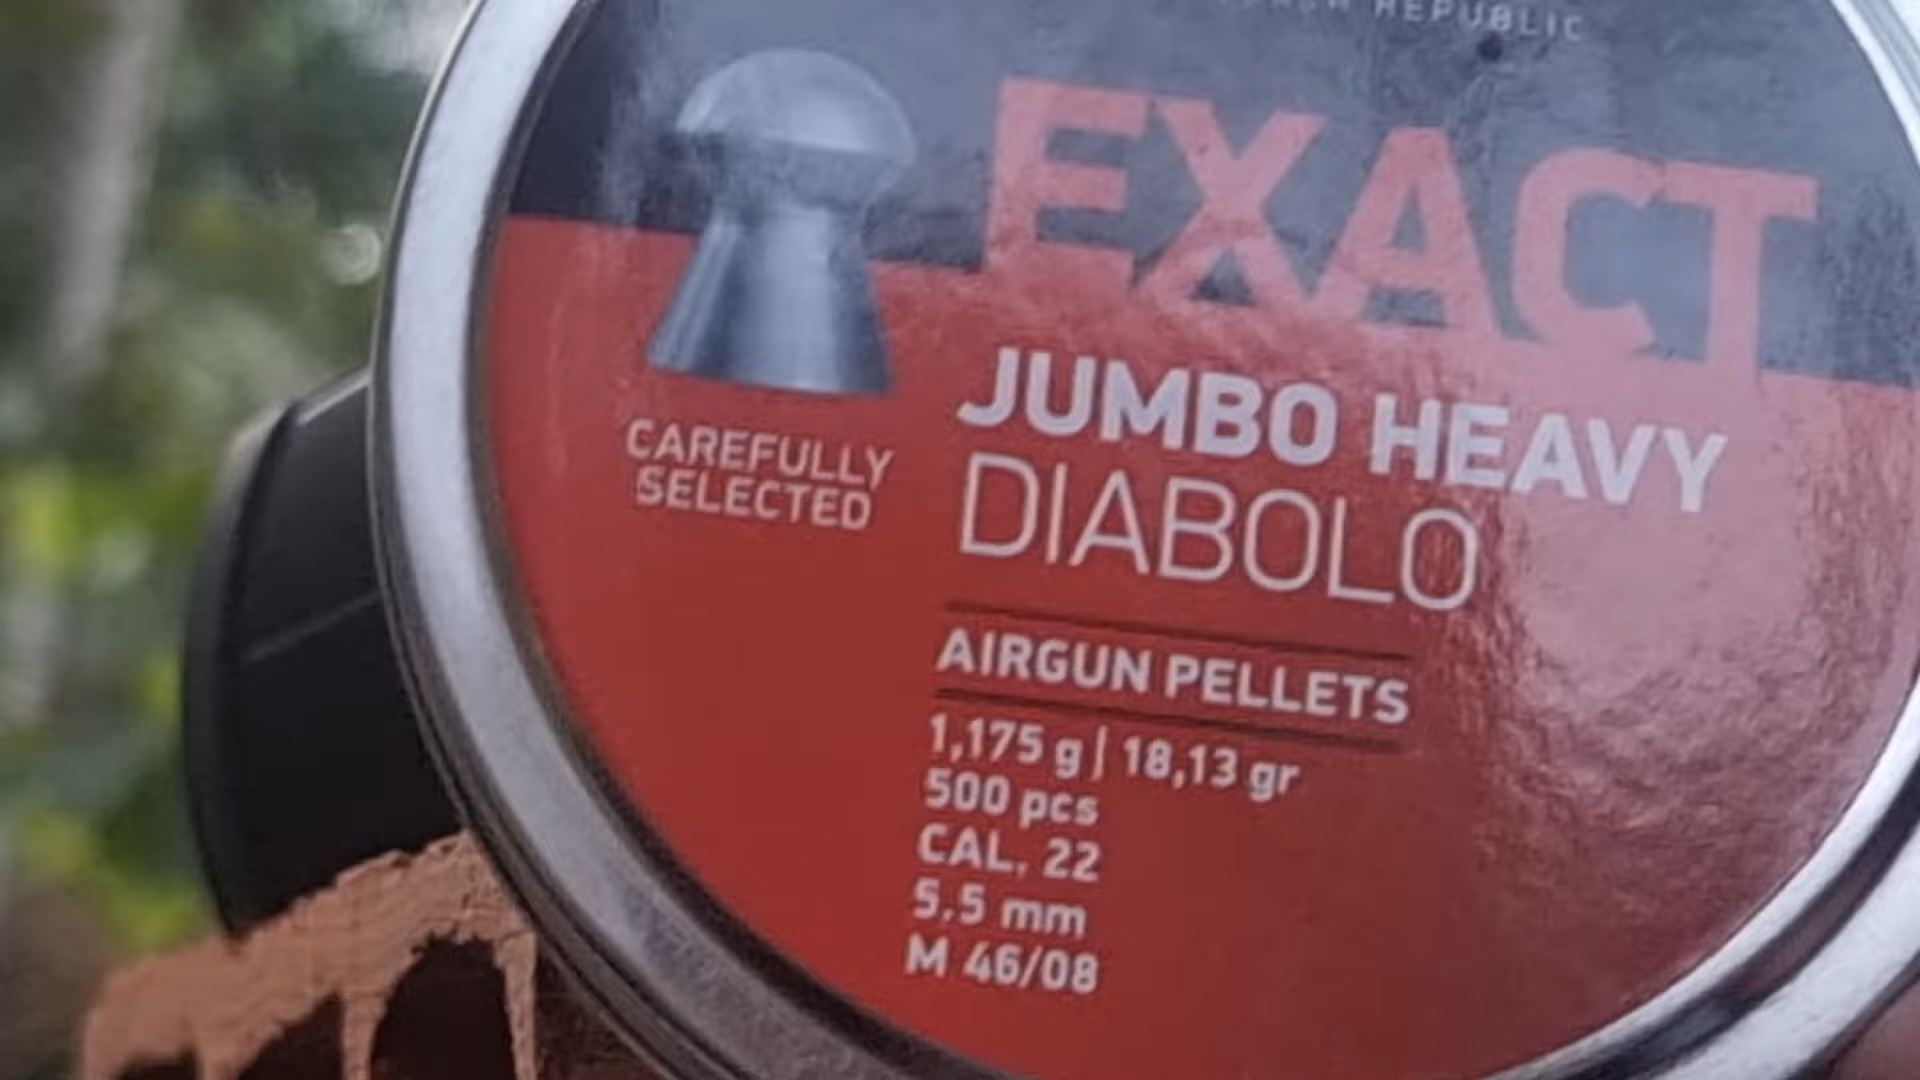 REPUBLIC
EXACT
JUMBO HEAVY
DIABOLO
CAREFULLY
SELECTED
AIRGUN PELLETS
1,175 g | 18,13 gr
500 pcs
CAL. 22
5.5 mm
M 46/08